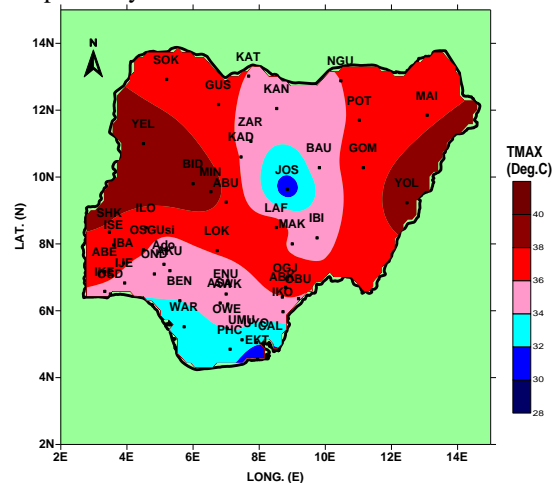 14N
12N
10N
8N
6N
4N
2N
LAT. (N)
N
SOK
KAT
NGU
GUS
KAN
MAI
POT
YEL
ZAR
KAD
BAU
GOM
BID
MIN
JOS
ABU
YOL
SHK
ILO
LAF
IBI
ISE
OSGUsi
LOK
MAK
IBA
Ado
ABE
AKU
OND
IJE
ENU
OGJ
ABK
OBU
BEN
AWK
IKM
WAR
OWE
UMU
UYO
CAL
PHC
EKT
2E 4E 6E 8E 10E 12E 14E
LONG. (E)
TMAX
(Deg.C)
40
38
36
34
32
30
28